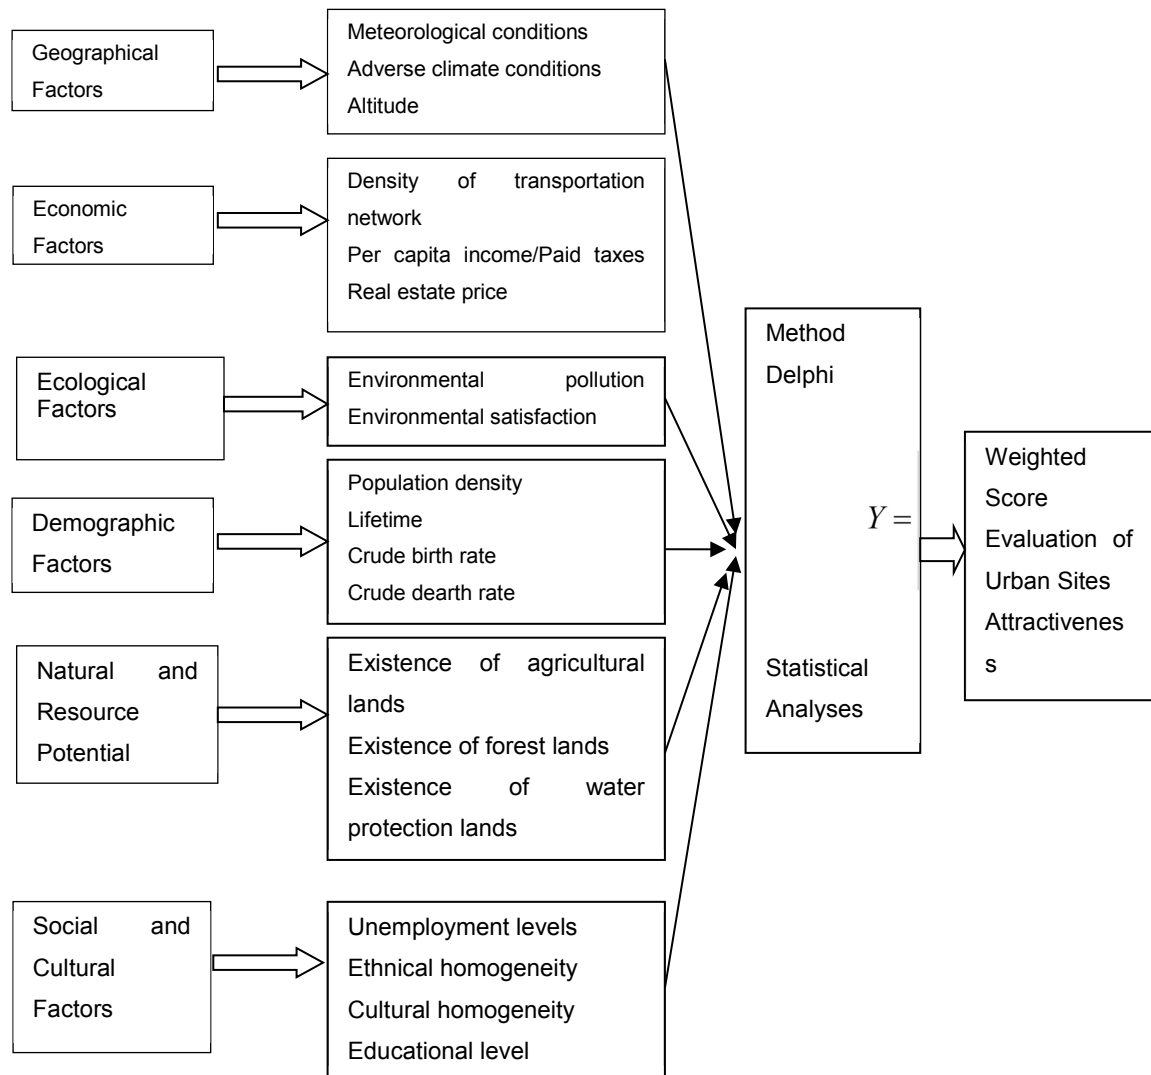 Geographical
Factors
Meteorological conditions
Adverse climate conditions
Altitude
Economic
Factors
Density of transportation
network
Per capita income/Paid taxes
Real estate price
Ecological
Factors
Environmental pollution
Environmental satisfaction
Demographic
Factors
Population density
Lifetime
Crude birth rate
Crude dearth rate
Natural and
Resource
Potential
Existence of agricultural
lands
Existence of forest lands
Existence of water
protection lands
Social and
Cultural
Factors
Unemployment levels
Ethnical homogeneity
Cultural homogeneity
Educational level
Method
Delphi
Y =
Statistical
Analyses
Weighted
Score
Evaluation of
Urban Sites
Attractivenes
s